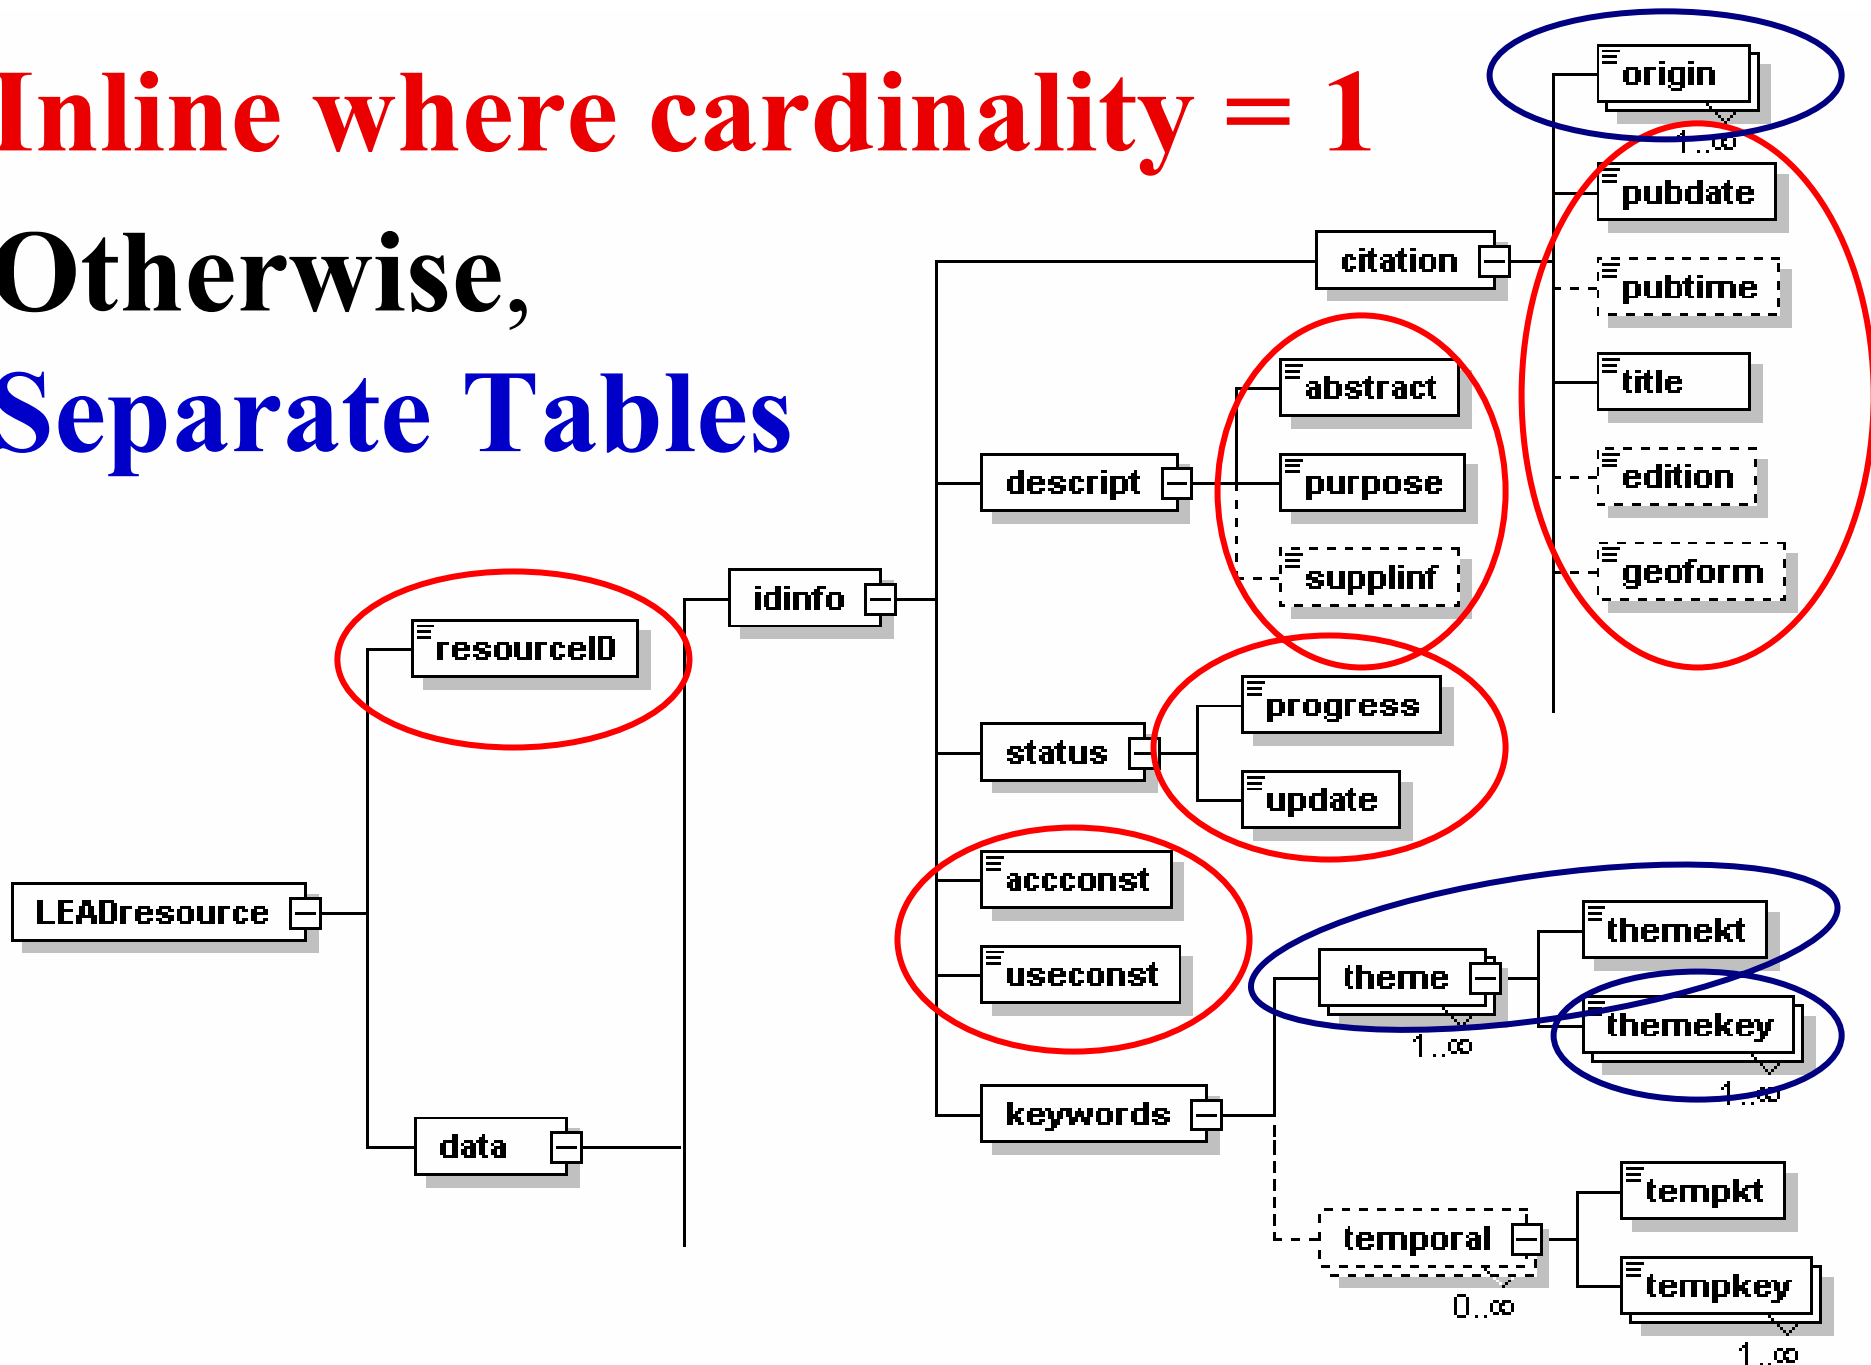 Inline where cardinality = 1
Otherwise,
Separate Tables
origin
1..∞
pubdate
citation
pubtime
title
abstract
edition
descript
purpose
geoform
supplinf
idinfo
resourceID
progress
status
update
accconst
LEADresource
themekt
useconst
theme
1..∞
themekey
1..∞
keywords
data
tempkt
temporal
0..∞
tempkey
1..∞